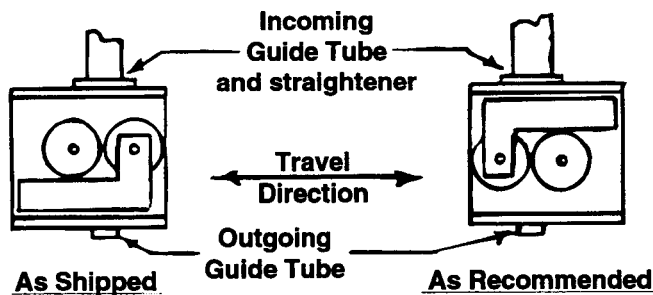 Incoming
Guide Tube
and straightener
Travel
Direction
Outgoing
Guide Tube
As Shipped
As Recommended